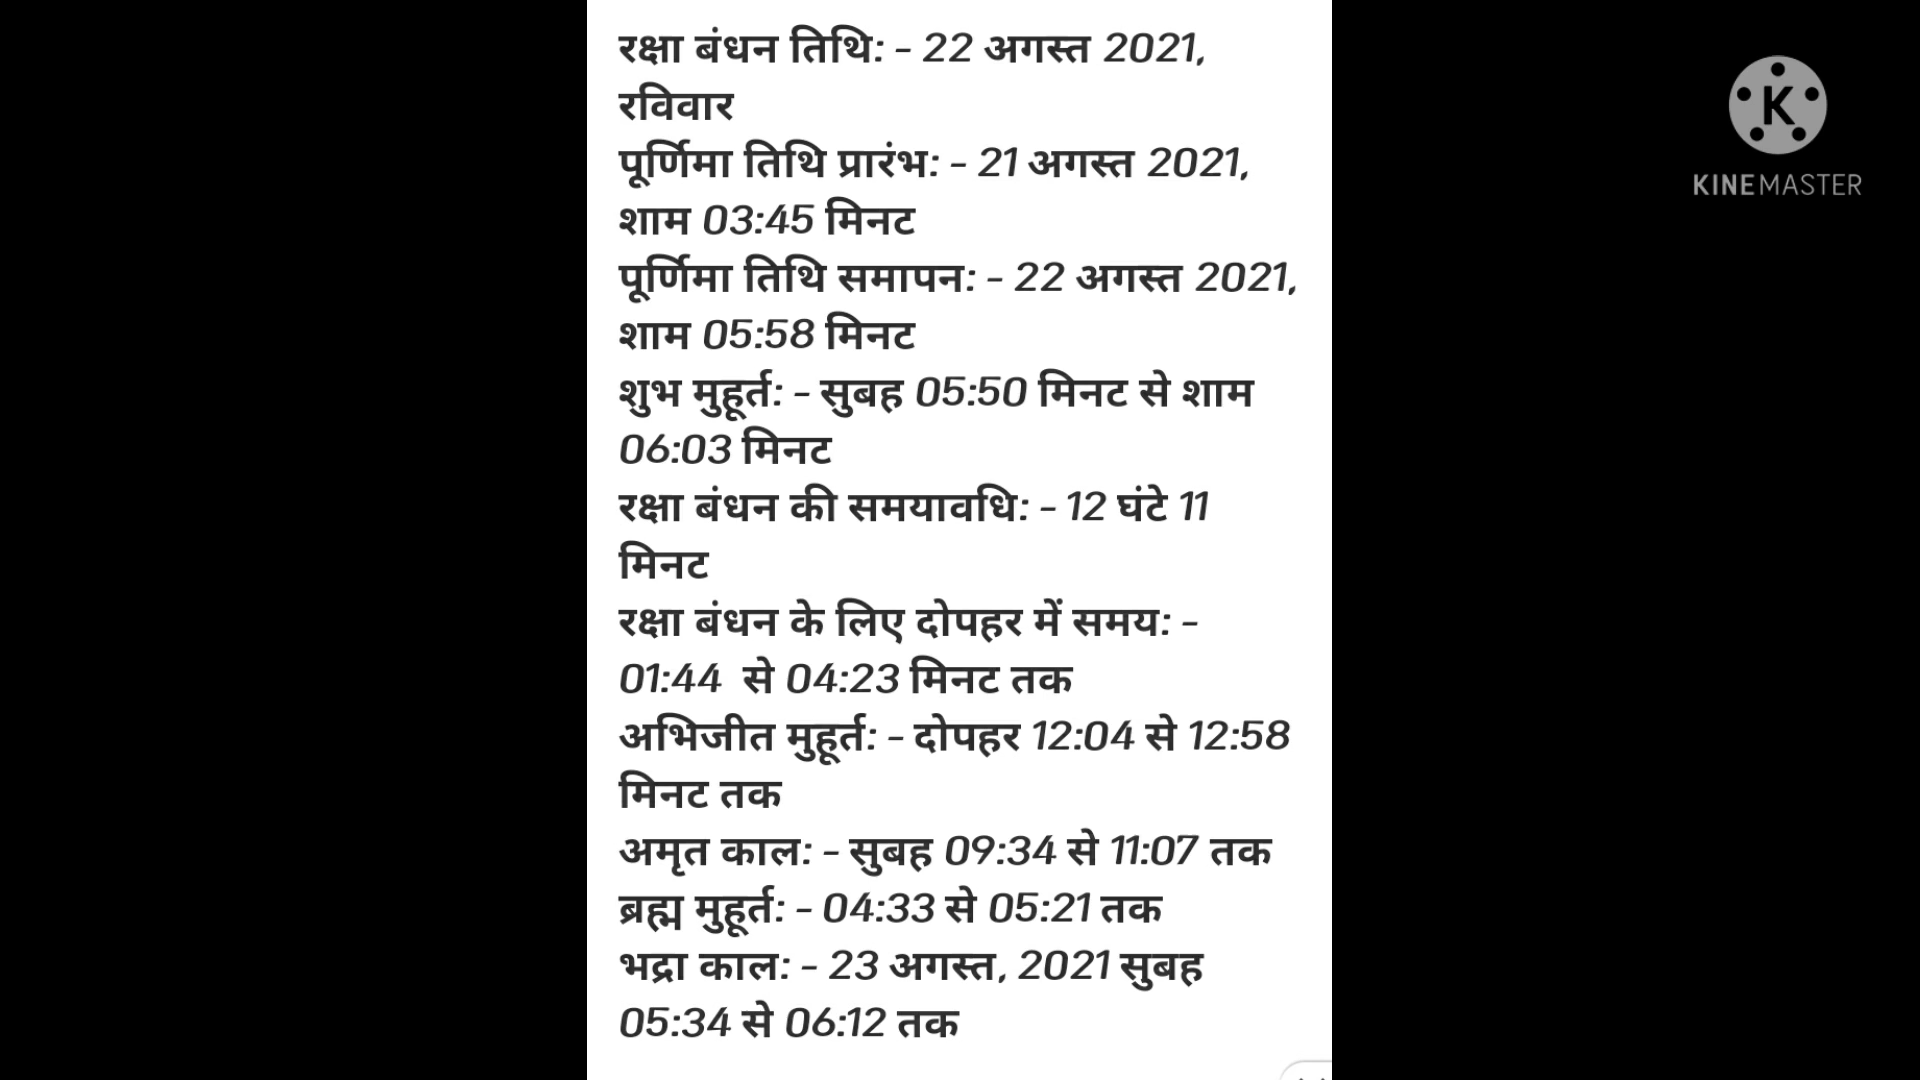 रक्षा बंधन तिथि: - 22 अगस्त 2021,
रविवार
पूर्णिमा तिथि प्रारंभ: - 21 अगस्त 2021,
शाम 03:45 मिनट
पूर्णिमा तिथि समापन: - 22 अगस्त 2021,
शाम 05:58 मिनट
शुभ मुहूर्त: - सुबह 05:50 मिनट से शाम
06:03 मिनट
रक्षा बंधन की समयावधि: - 12 घंटे 11
मिनट
रक्षा बंधन के लिए दोपहर में समय: -
01:44 से 04:23 मिनट तक
अभिजीत मुहूर्त: - दोपहर 12:04 से 12:58
मिनट तक
अमृत काल: - सुबह 09:34 से 11:07 तक
ब्रह्म मुहूर्त: - 04:33 से 05:21 तक
भद्रा काल: - 23 अगस्त, 2021 सुबह
05:34 से 06:12 तक
K
KINEMASTER